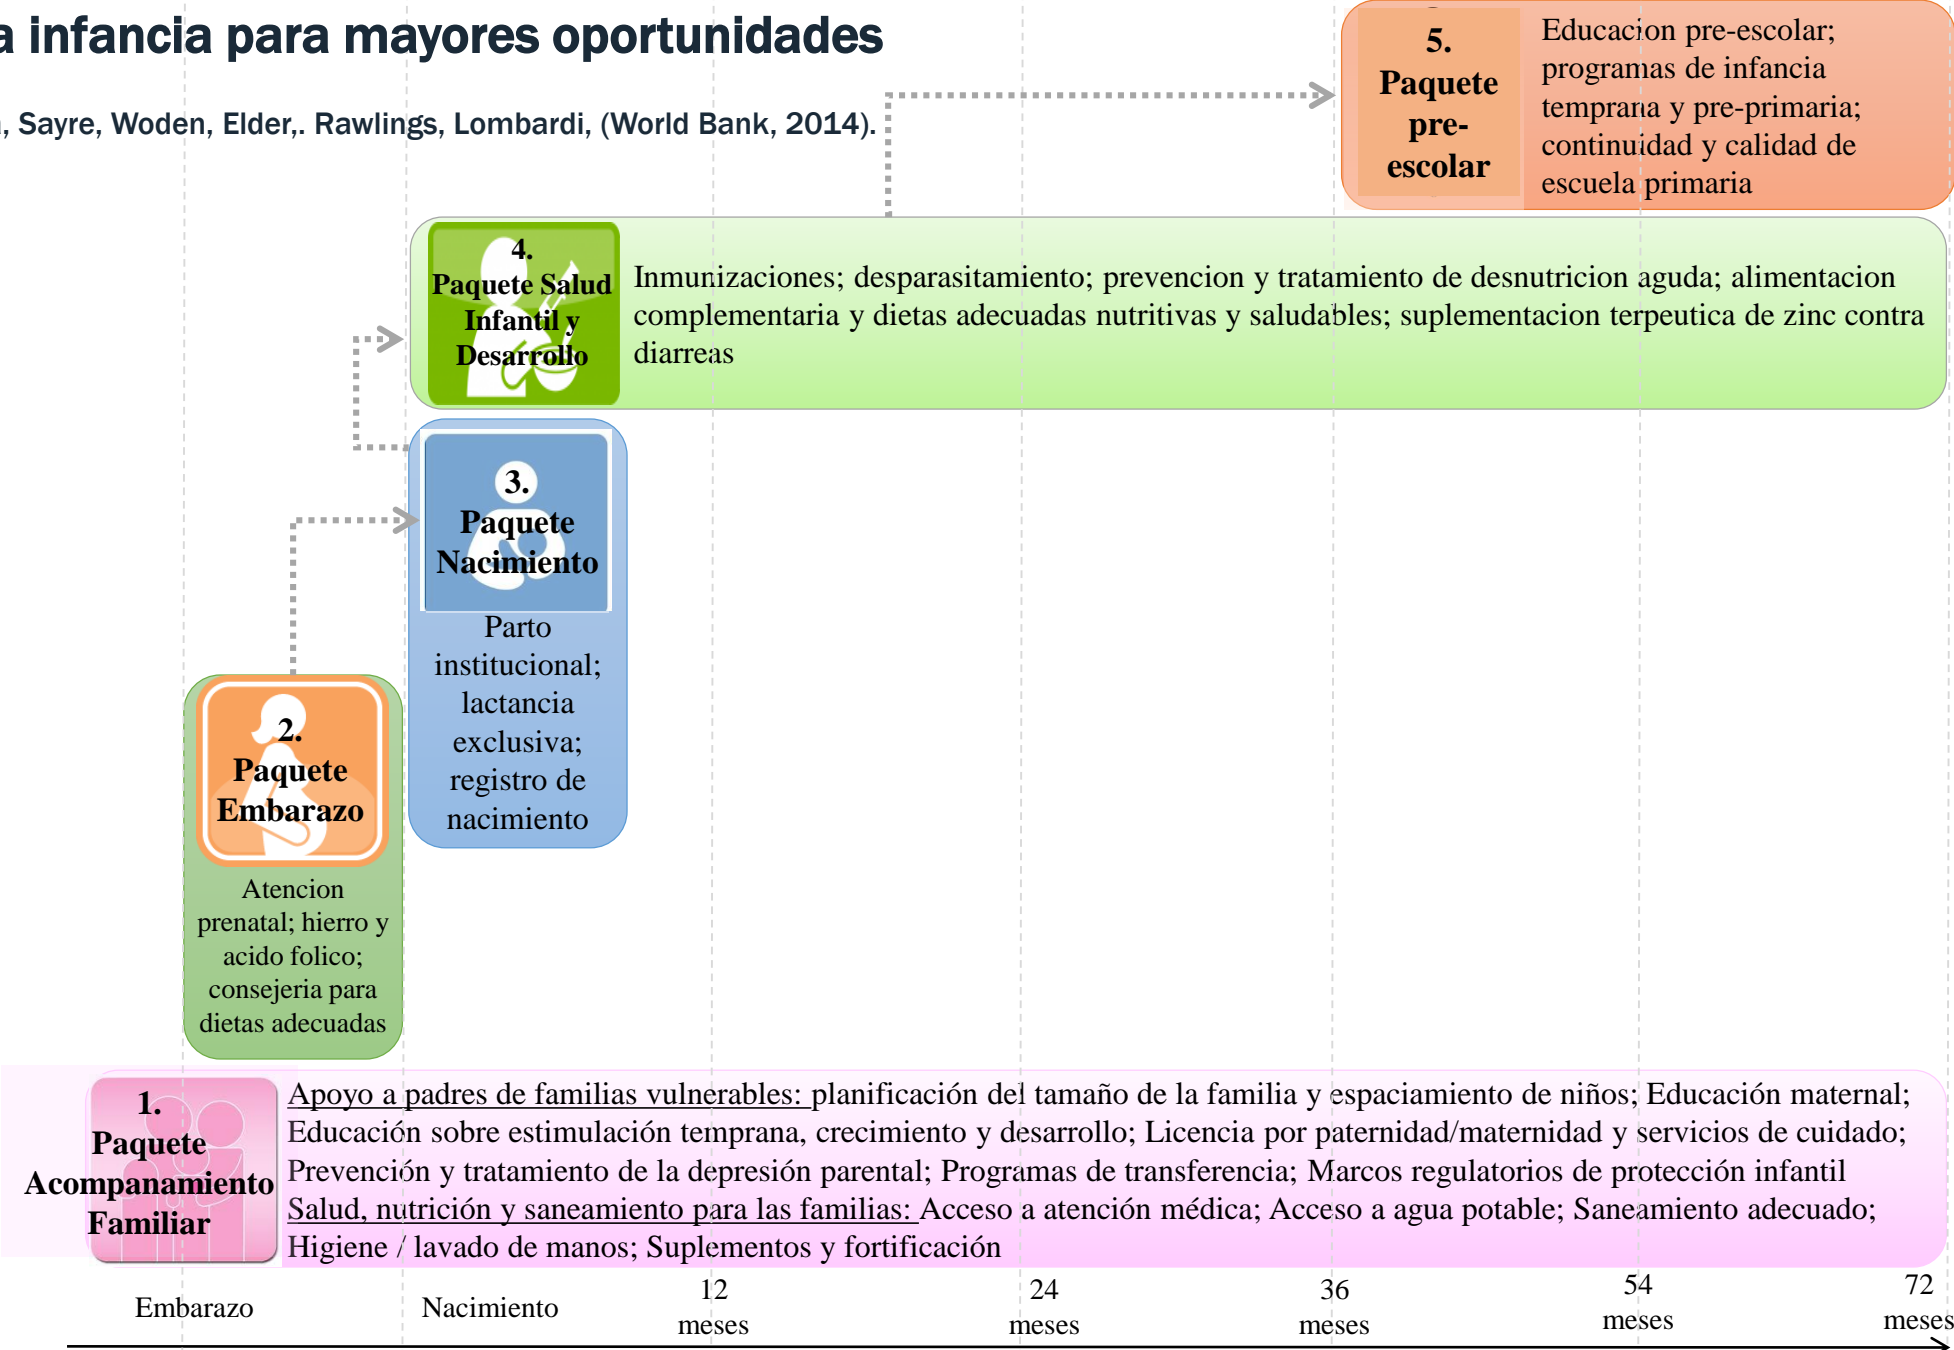 a infancia para mayores oportunidades
, Sayre, Woden, Elder,. Rawlings, Lombardi, (World Bank, 2014).
5.
Paquete
pre-
escolar
Educacion pre-escolar;
programas de infancia
temprana y pre-primaria;
continuidad y calidad de
escuela primaria
4.
Paquete Salud
Infantil y
Desarrollo
Inmunizaciones; desparasitamiento; prevencion y tratamiento de desnutricion aguda; alimentacion
complementaria y dietas adecuadas nutritivas y saludables; suplementacion terpeutica de zinc contra
diarreas
3.
Paquete
Nacimiento
Parto
institucional;
lactancia
exclusiva;
registro de
nacimiento
2.
Paquete
Embarazo
Atencion
prenatal; hierro y
acido folico;
consejeria para
dietas adecuadas
1.
Paquete
Acompanamiento
Familiar
Apoyo a padres de familias vulnerables: planificación del tamaño de la familia y espaciamiento de niños; Educación maternal;
Educación sobre estimulación temprana, crecimiento y desarrollo; Licencia por paternidad/maternidad y servicios de cuidado;
Prevención y tratamiento de la depresión parental; Programas de transferencia; Marcos regulatorios de protección infantil
Salud, nutrición y saneamiento para las familias: Acceso a atención médica; Acceso a agua potable; Saneamiento adecuado;
Higiene / lavado de manos; Suplementos y fortificación
Embarazo
Nacimiento
12
meses
24
meses
36
meses
54
meses
72
meses